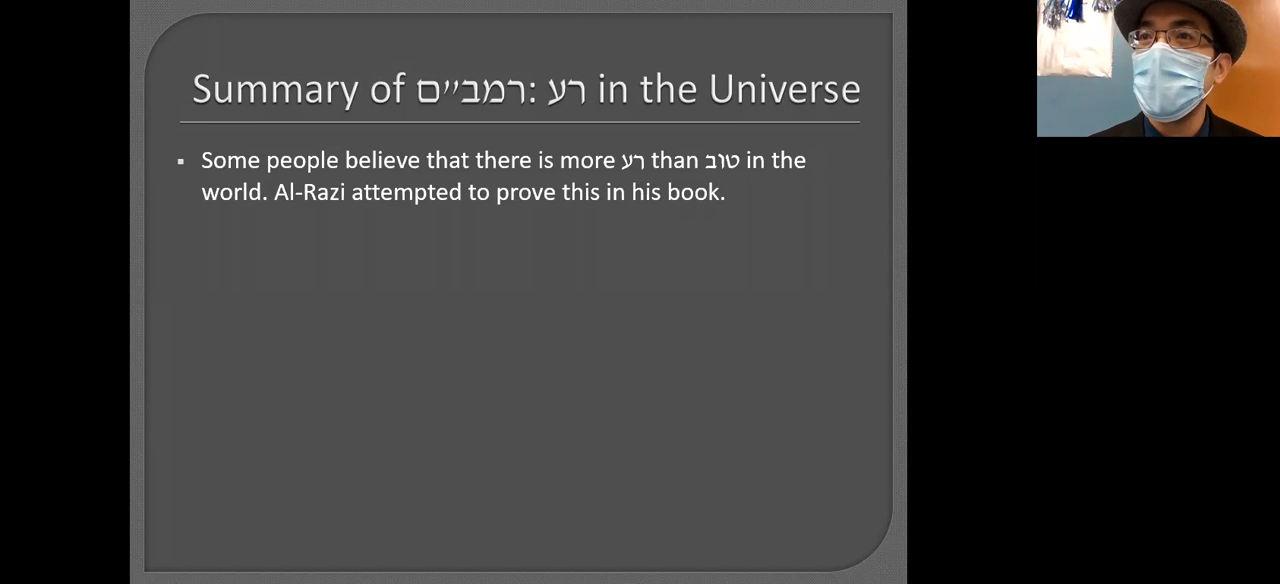 Summary of רמב״ם: רע in the Universe
Some people believe that there is more רע than טוב in the
world. Al-Razi attempted to prove this in his book.